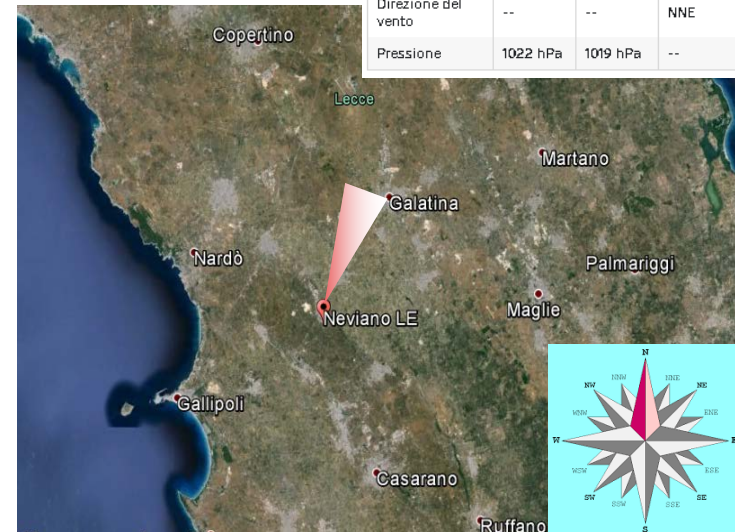 Direzione del
vento
--
--
NNE
Pressione
1022 hPa
1019 hPa
--
Copertino
Lecce
Martano
Galatina
Nardò
Palmariggi
Maglie
Neviano LE
Gallipoli
Casarano
Ruffano
N
NNW
NNE
NW
NE
WNW
ENE
W
E
WSW
ESE
SW
SE
SSW
SSE
S